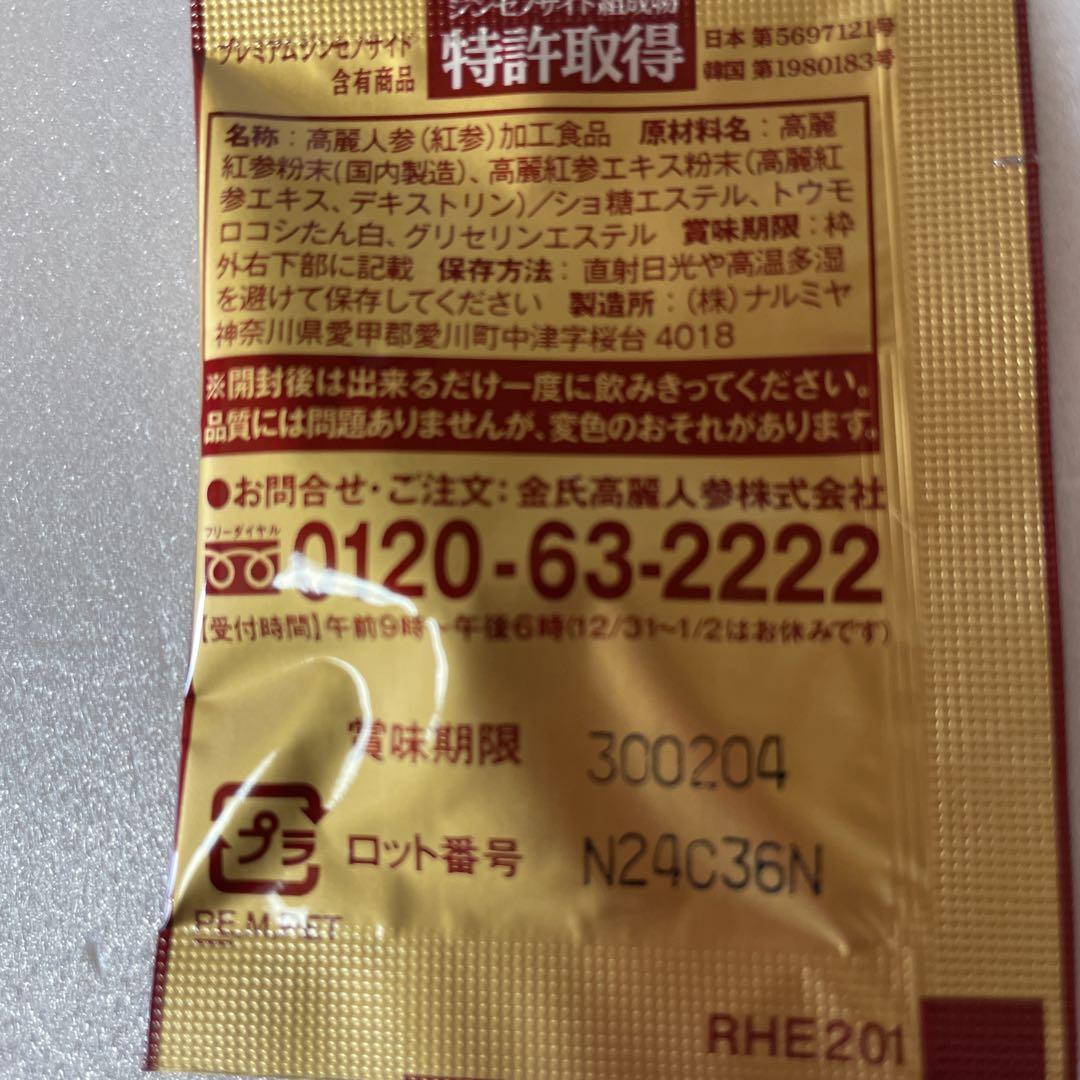 ジンセノサイド組成物
特許取得
プレミアムジンセノサイド
含有商品
日本 第5697121号
韓国 第1980183号
名称：高麗人参(紅参)加工食品 原材料名：高麗
紅参粉末(国内製造)、高麗紅参エキス粉末(高麗紅
参エキス、デキストリン)／ショ糖エステル、トウモ
ロコシたん白、グリセリンエステル 賞味期限：枠
外右下部に記載 保存方法：直射日光や高温多湿
を避けて保存してください 製造所：(株)ナルミヤ
神奈川県愛甲郡愛川町中津字桜台4018
※開封後は出来るだけ一度に飲みきってください。
品質には問題ありませんが、変色のおそれがあります。
●お問合せ・ご注文：金氏高麗人参株式会社
フリーダイヤル
0120-63-2222
【受付時間】午前9時〜午後6時(12/31〜1/2はお休みです)
賞味期限 300204
プラ
ロット番号 N24C36N
PE.M.PET
RHE201